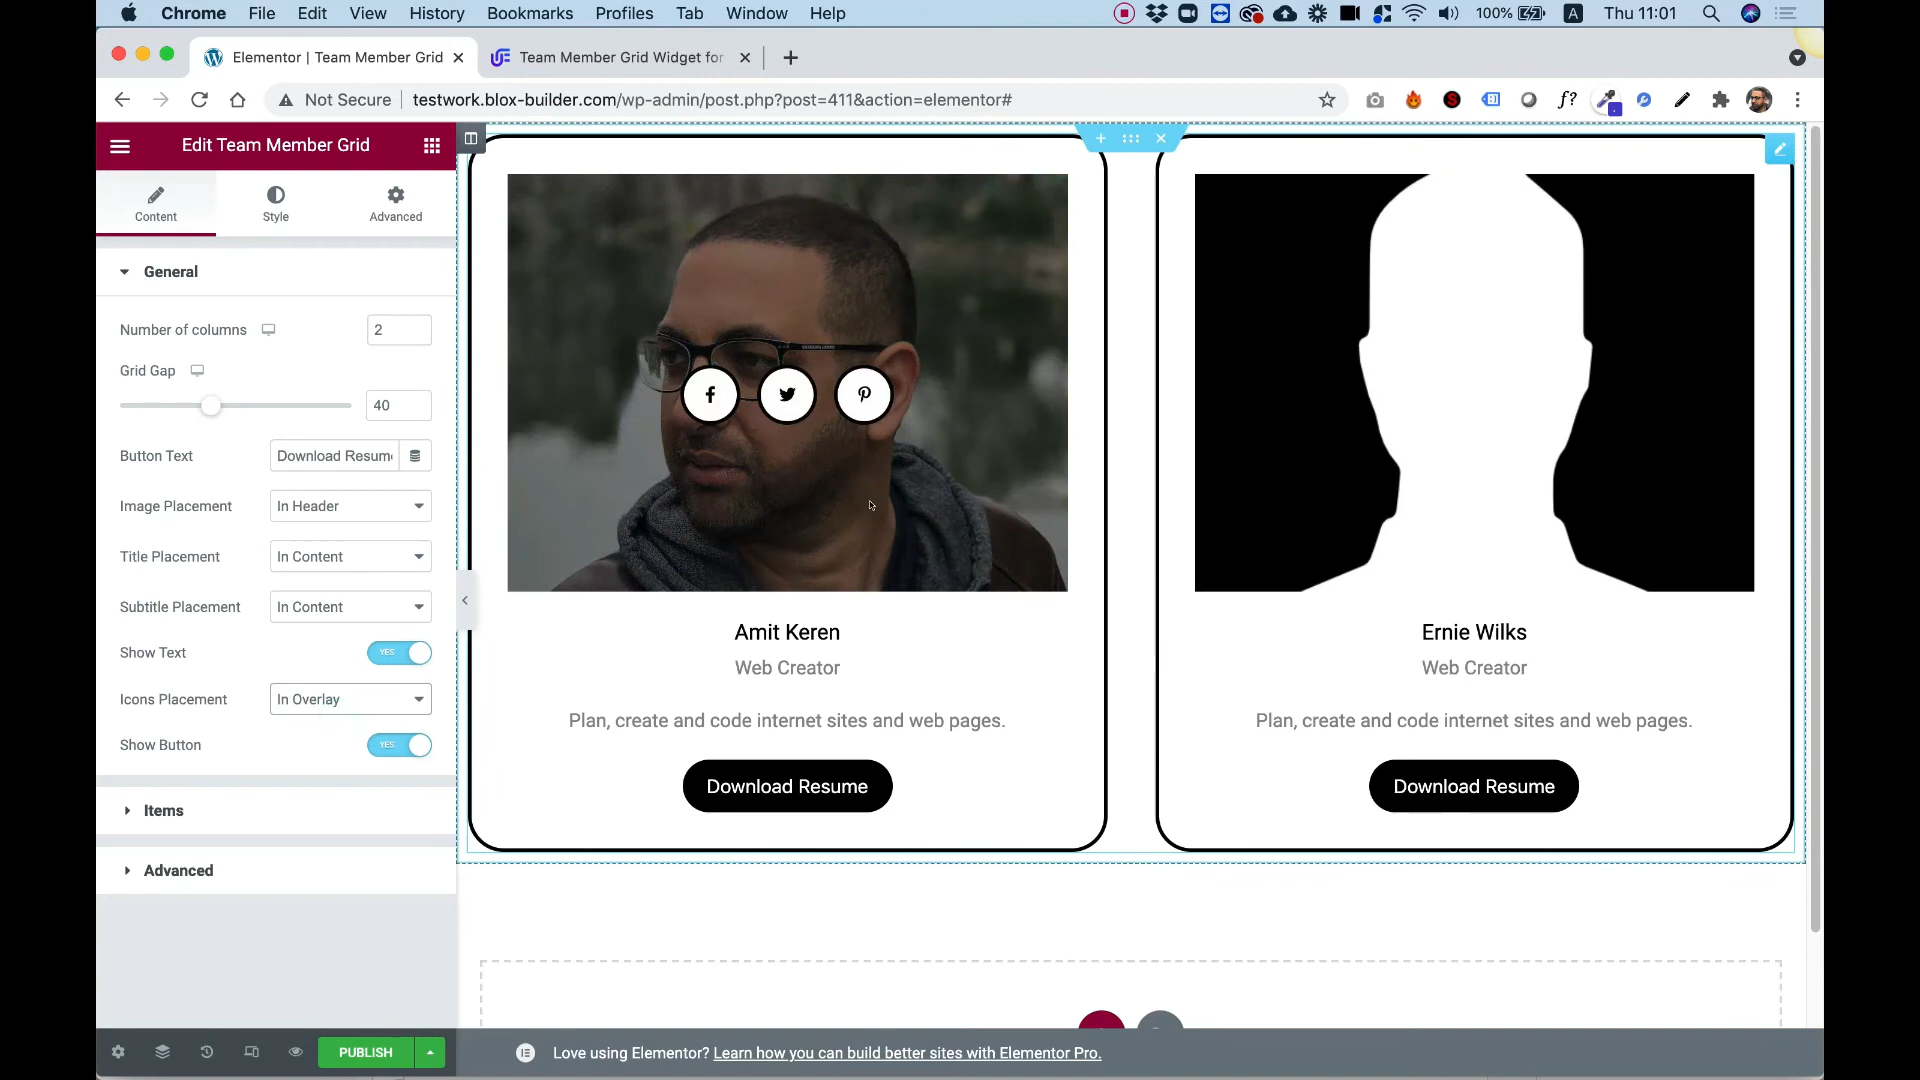 Chrome File Edit View History Bookmarks Profiles Tab Window Help 100% A Thu 11:01
Elementor | Team Member Grid
Team Member Grid Widget for
Not Secure testwork.blox-builder.com/wp-admin/post.php?post=411&action=elementor#
Edit Team Member Grid
Content Style Advanced
General
Number of columns 2
Grid Gap
40
Button Text Download Resum
Image Placement In Header
Title Placement In Content
Subtitle Placement In Content
Show Text YES
Icons Placement In Overlay
Show Button YES
Items
Advanced
PUBLISH
Amit Keren
Web Creator
Plan, create and code internet sites and web pages.
Download Resume
Ernie Wilks
Web Creator
Plan, create and code internet sites and web pages.
Download Resume
Love using Elementor? Learn how you can build better sites with Elementor Pro.